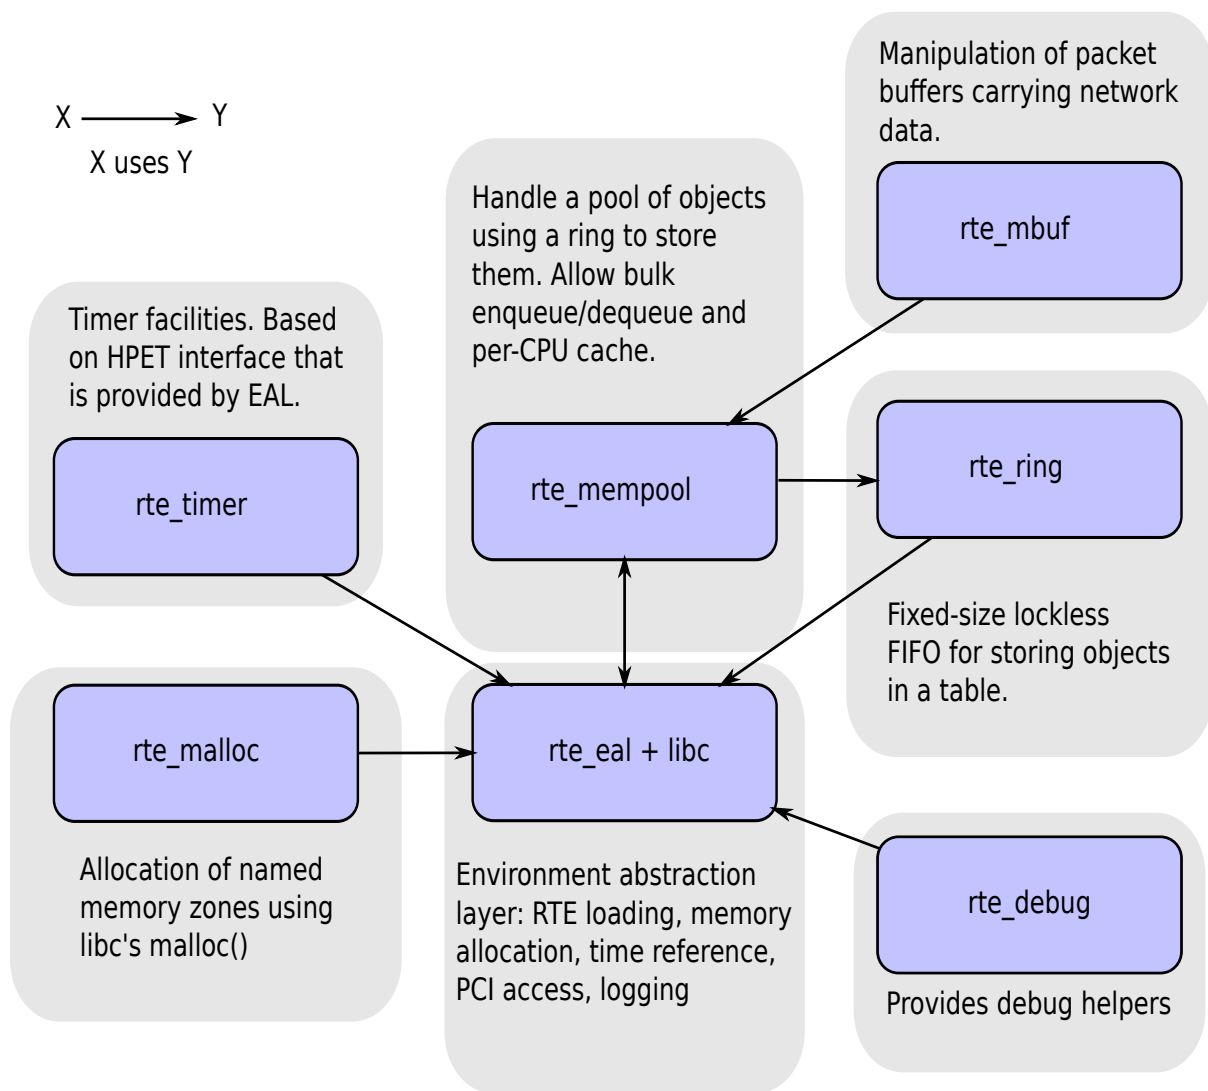 X
Y
X uses Y
Manipulation of packet
buffers carrying network
data.
rte_mbuf
Handle a pool of objects
using a ring to store
them. Allow bulk
enqueue/dequeue and
per-CPU cache.
rte_mempool
Timer facilities. Based
on HPET interface that
is provided by EAL.
rte_timer
rte_ring
Fixed-size lockless
FIFO for storing objects
in a table.
rte_malloc
Allocation of named
memory zones using
libc's malloc()
rte_eal + libc
Environment abstraction
layer: RTE loading, memory
allocation, time reference,
PCI access, logging
rte_debug
Provides debug helpers